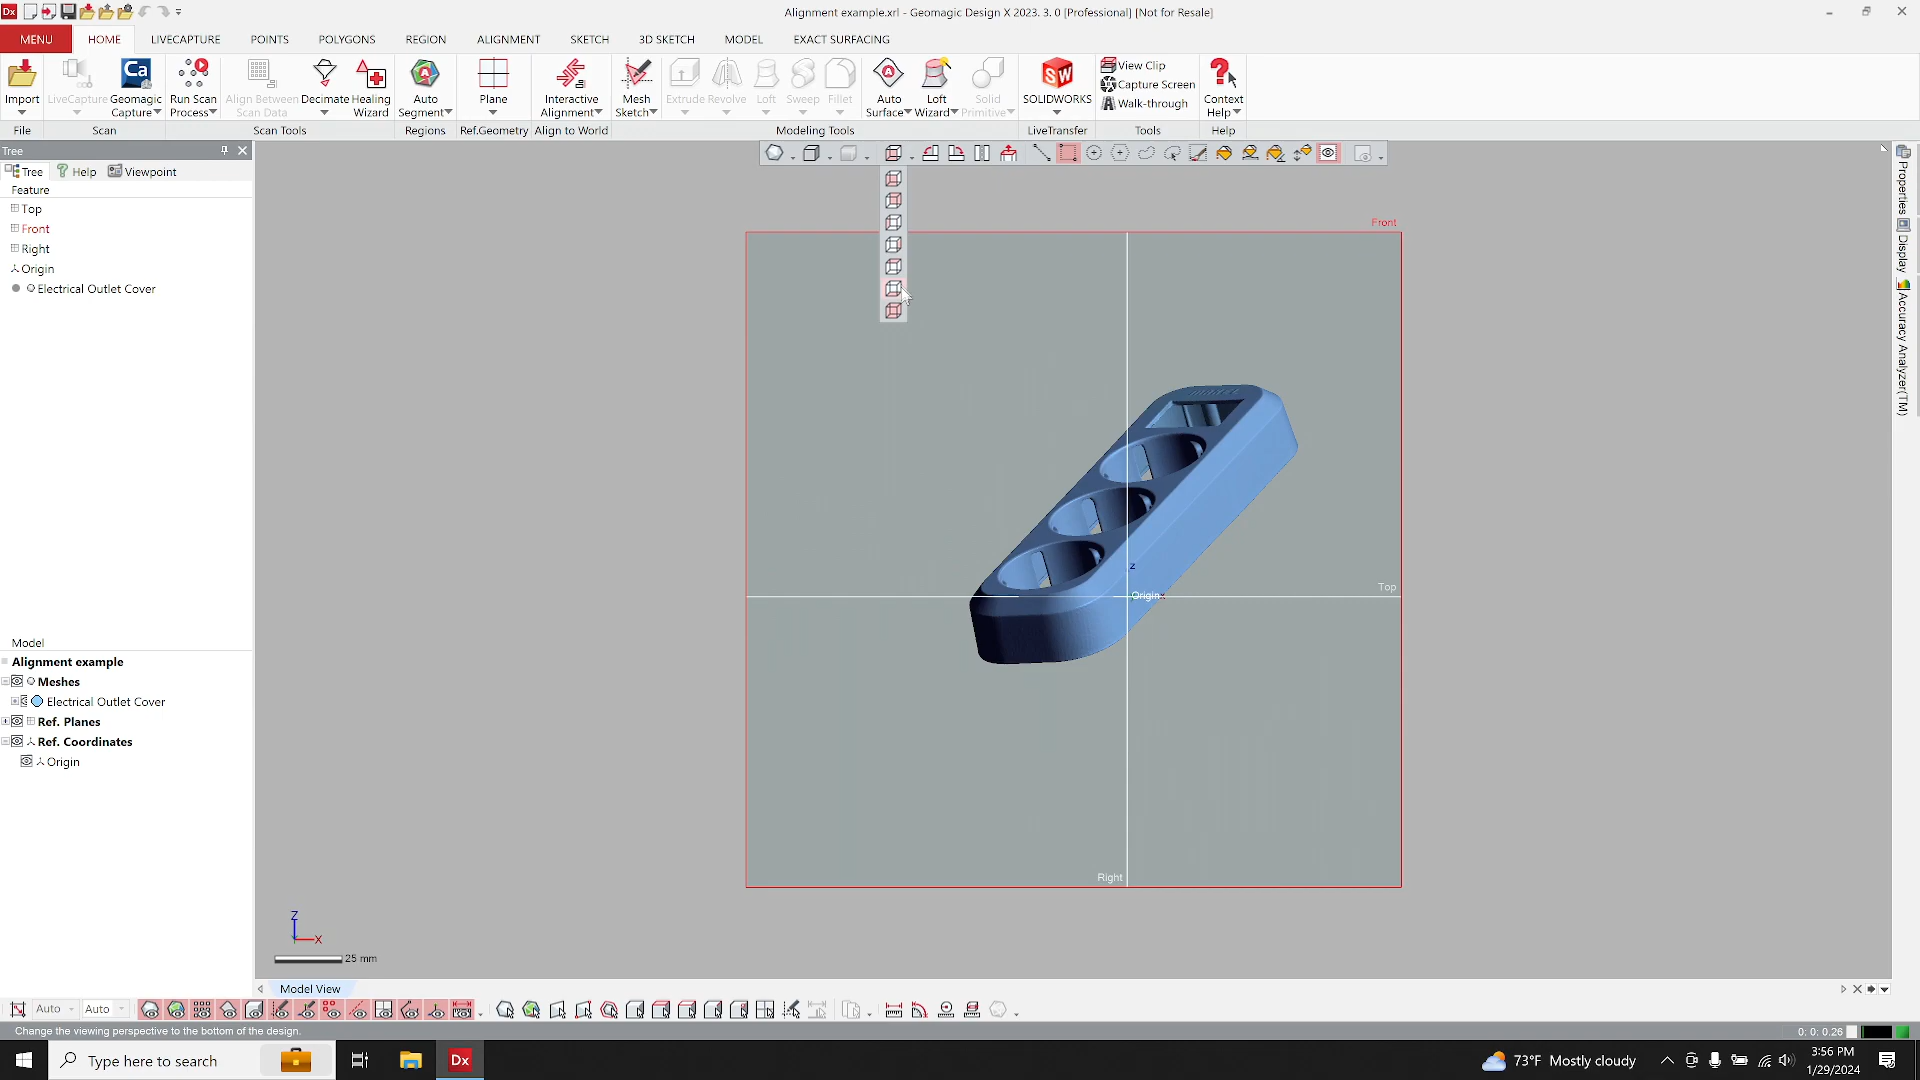 Dx
Alignment example.xrl - Geomagic Design X 2023. 3. 0 [Professional] [Not for Resale]
MENU HOME LIVECAPTURE POINTS POLYGONS REGION ALIGNMENT SKETCH 3D SKETCH MODEL EXACT SURFACING
Import
LiveCapture
Geomagic Capture
Run Scan Process
Align Between Scan Data
Decimate
Healing Wizard
Auto Segment
Plane
Interactive Alignment
Mesh Sketch
Extrude
Revolve
Loft
Sweep
Fillet
Auto Surface
Loft Wizard
Solid Primitive
SOLIDWORKS
View Clip
Capture Screen
Walk-through
Context Help
File Scan Scan Tools Regions Ref.Geometry Align to World Modeling Tools LiveTransfer Tools Help
Tree
Tree Help Viewpoint
Feature
Top
Front
Right
Origin
Electrical Outlet Cover
Model
Alignment example
Meshes
Electrical Outlet Cover
Ref. Planes
Ref. Coordinates
Origin
Front
Top
Z
Origin
X
Right
Z
X
25 mm
Properties
Display
Accuracy Analyzer(TM)
Model View
Auto Auto
Change the viewing perspective to the bottom of the design.
0: 0: 0.26
Type here to search
Dx
73°F Mostly cloudy
3:56 PM
1/29/2024